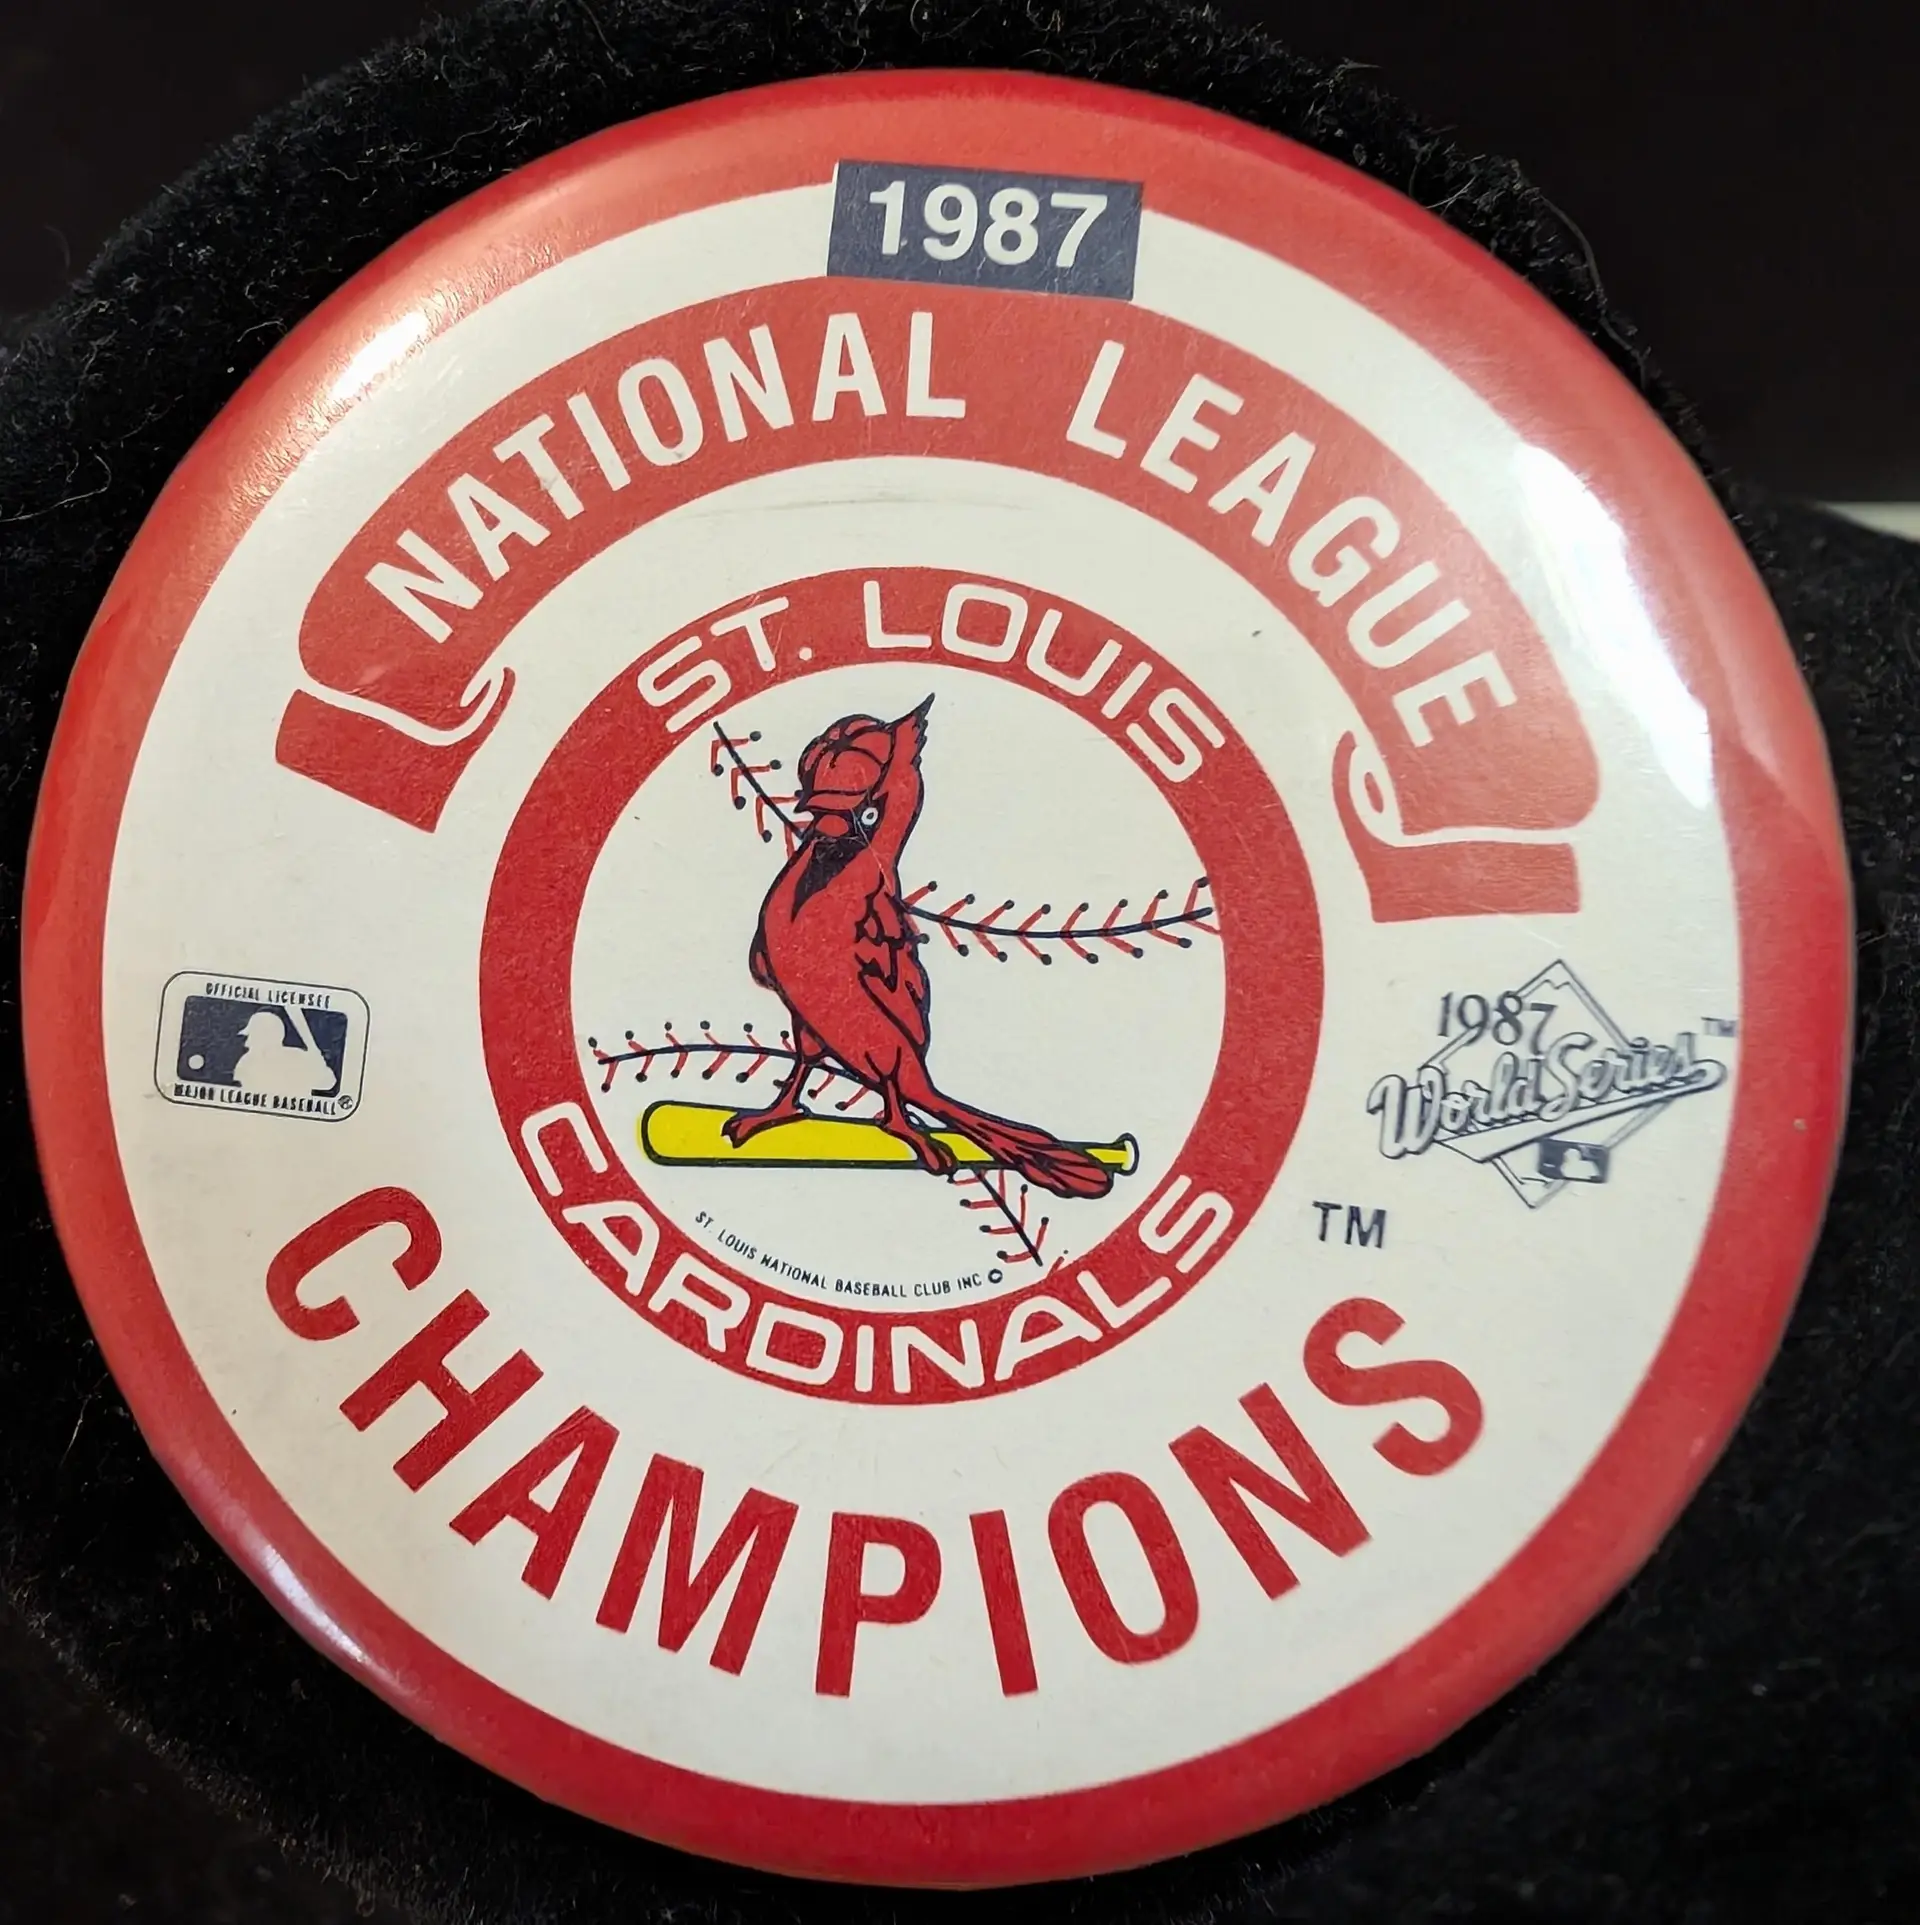 1987
NATIONAL LEAGUE
ST. LOUIS
CARDINALS
ST. LOUIS NATIONAL BASEBALL CLUB INC ©
OFFICIAL LICENSEE
MAJOR LEAGUE BASEBALL®
1987
World Series™
TM
CHAMPIONS